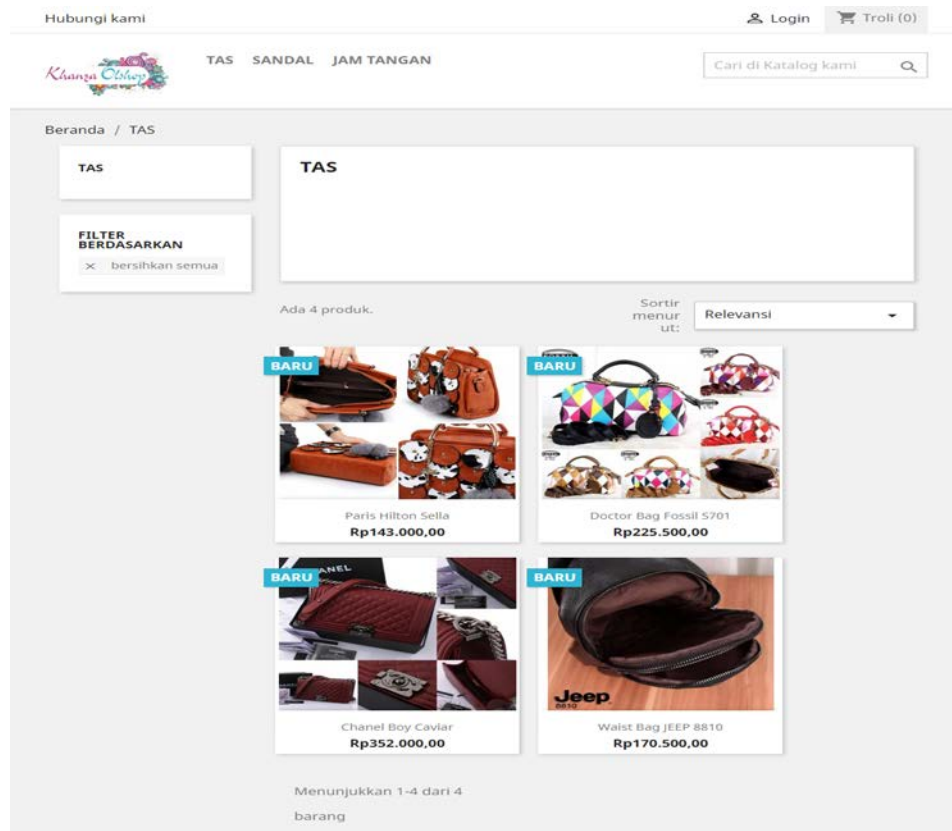 Hubungi kami
Login
Troli (0)
Khanza Olshop
TAS SANDAL JAM TANGAN
Cari di Katalog kami
Beranda / TAS
TAS
FILTER
BERDASARKAN
× bersihkan semua
TAS
Ada 4 produk.
Sortir
menur
ut:
Relevansi
BARU
Paris Hilton Sella
Rp143.000,00
BARU
Doctor Bag Fossil S701
Rp225.500,00
BARU
Chanel Boy Caviar
Rp352.000,00
BARU
Jeep
8810
Waist Bag JEEP 8810
Rp170.500,00
Menunjukkan 1-4 dari 4
barang